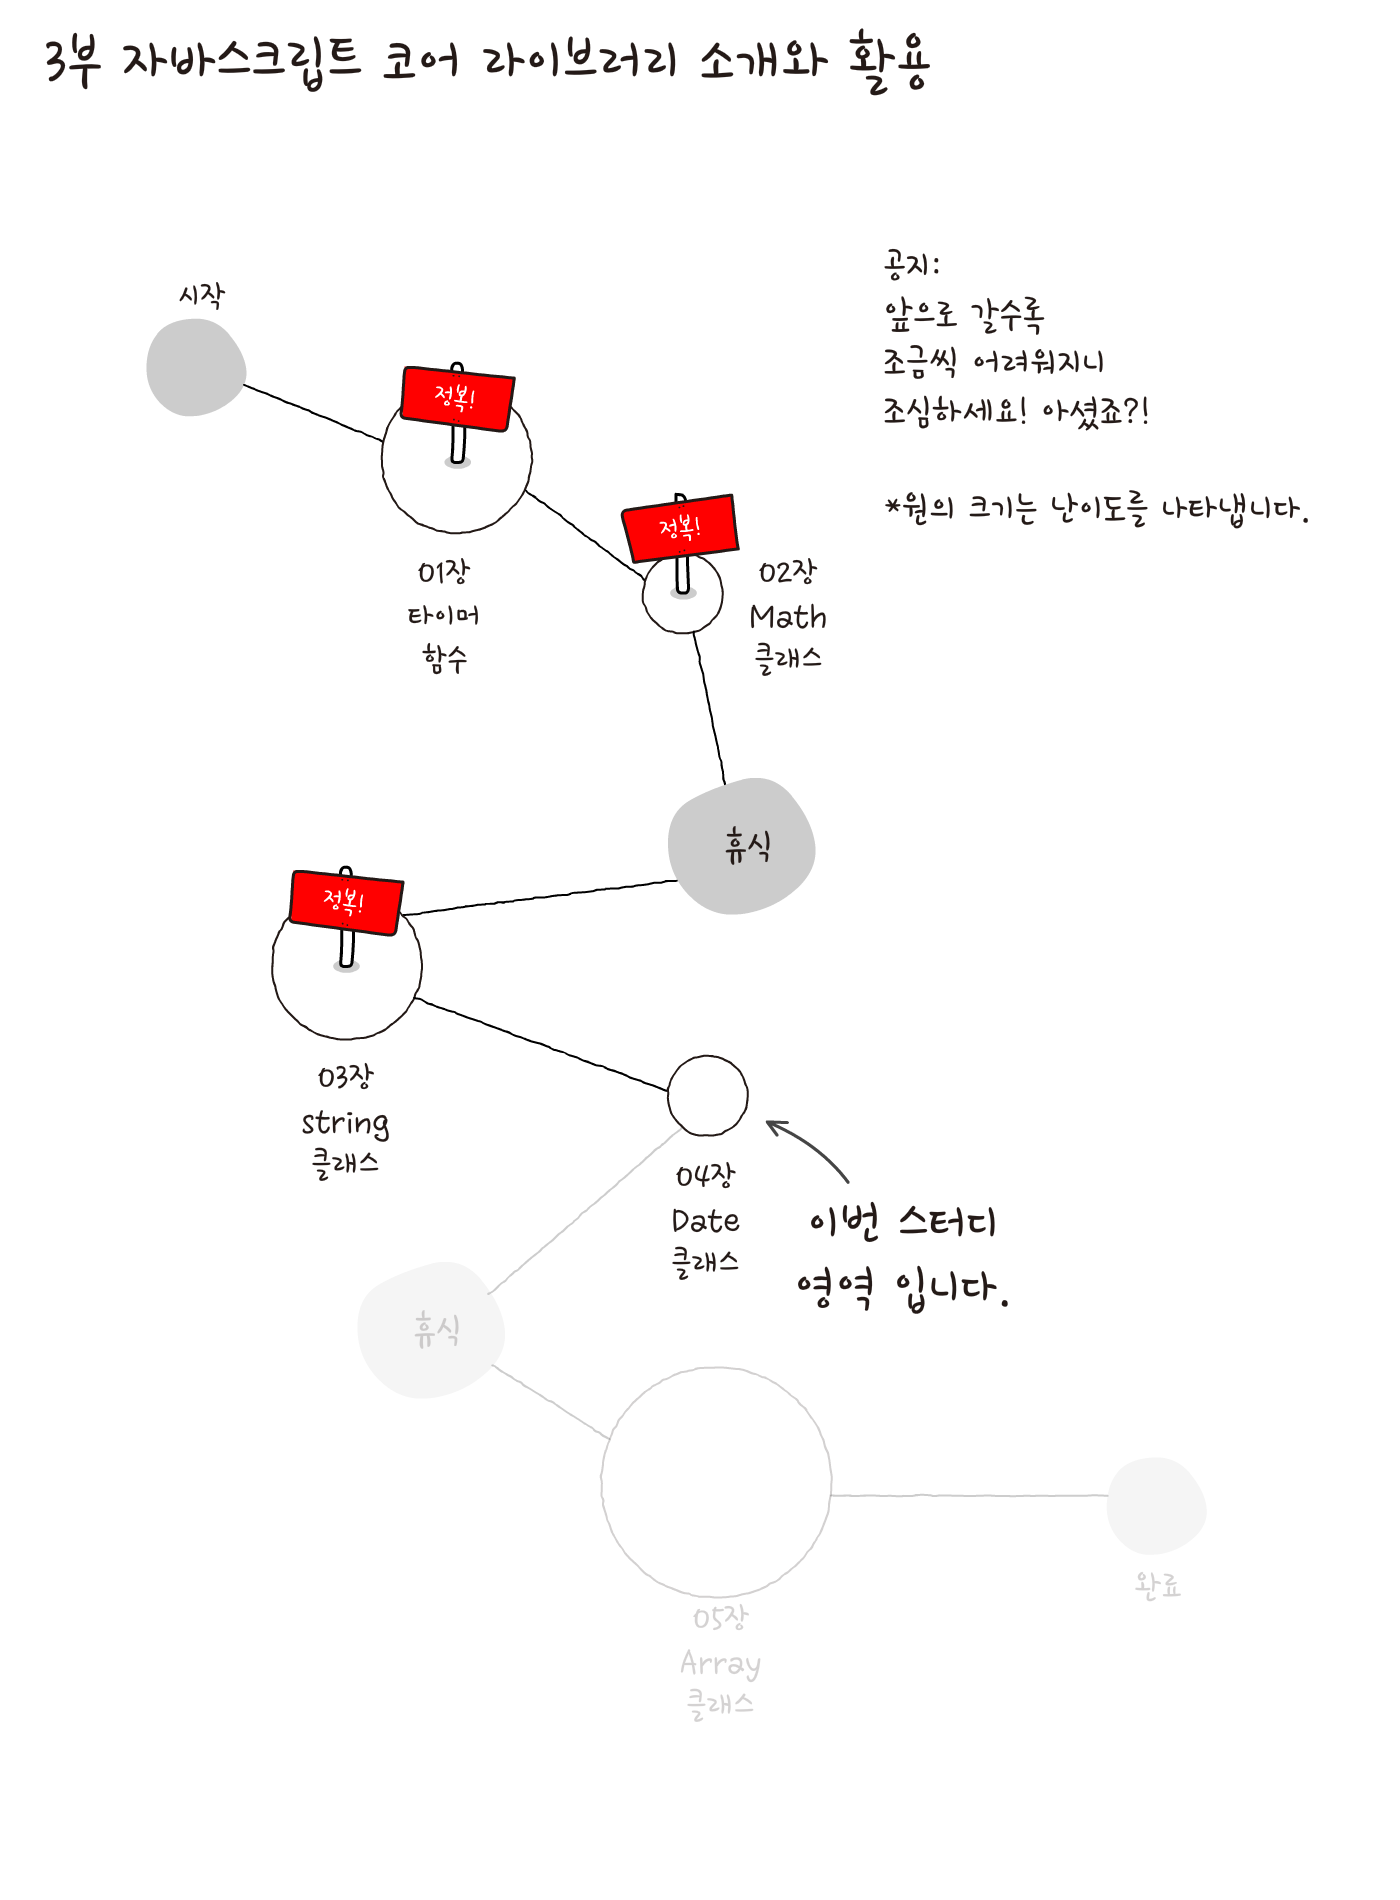 3부 자바스크립트 코어 라이브러리 소개와 활용
공지:
앞으로 갈수록
조금씩 어려워지니
조심하세요! 아셨죠?!
*원의 크기는 난이도를 나타냅니다.
시작
정복!
01장
타이머
함수
정복!
02장
Math
클래스
휴식
정복!
03장
string
클래스
04장
Date
클래스
이번 스터디
영역 입니다.
휴식
05장
Array
클래스
완료